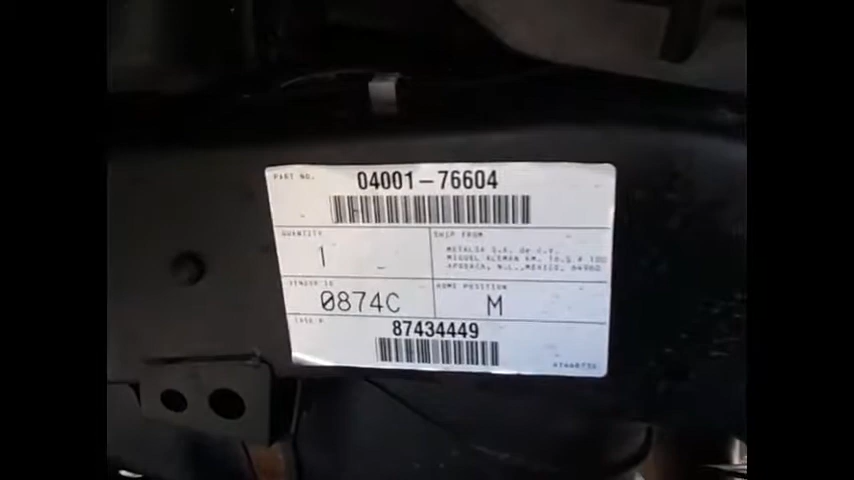 PART NO.
04001-76604
QUANTITY
1
SHIP FROM
METALSA S.A. de C.V.
MIGUEL ALEMAN KM. 16.5 # 100
APODACA, N.L., MEXICO, 64960
VENDOR ID
0874C
HOME POSITION
M
CASE #
87434449